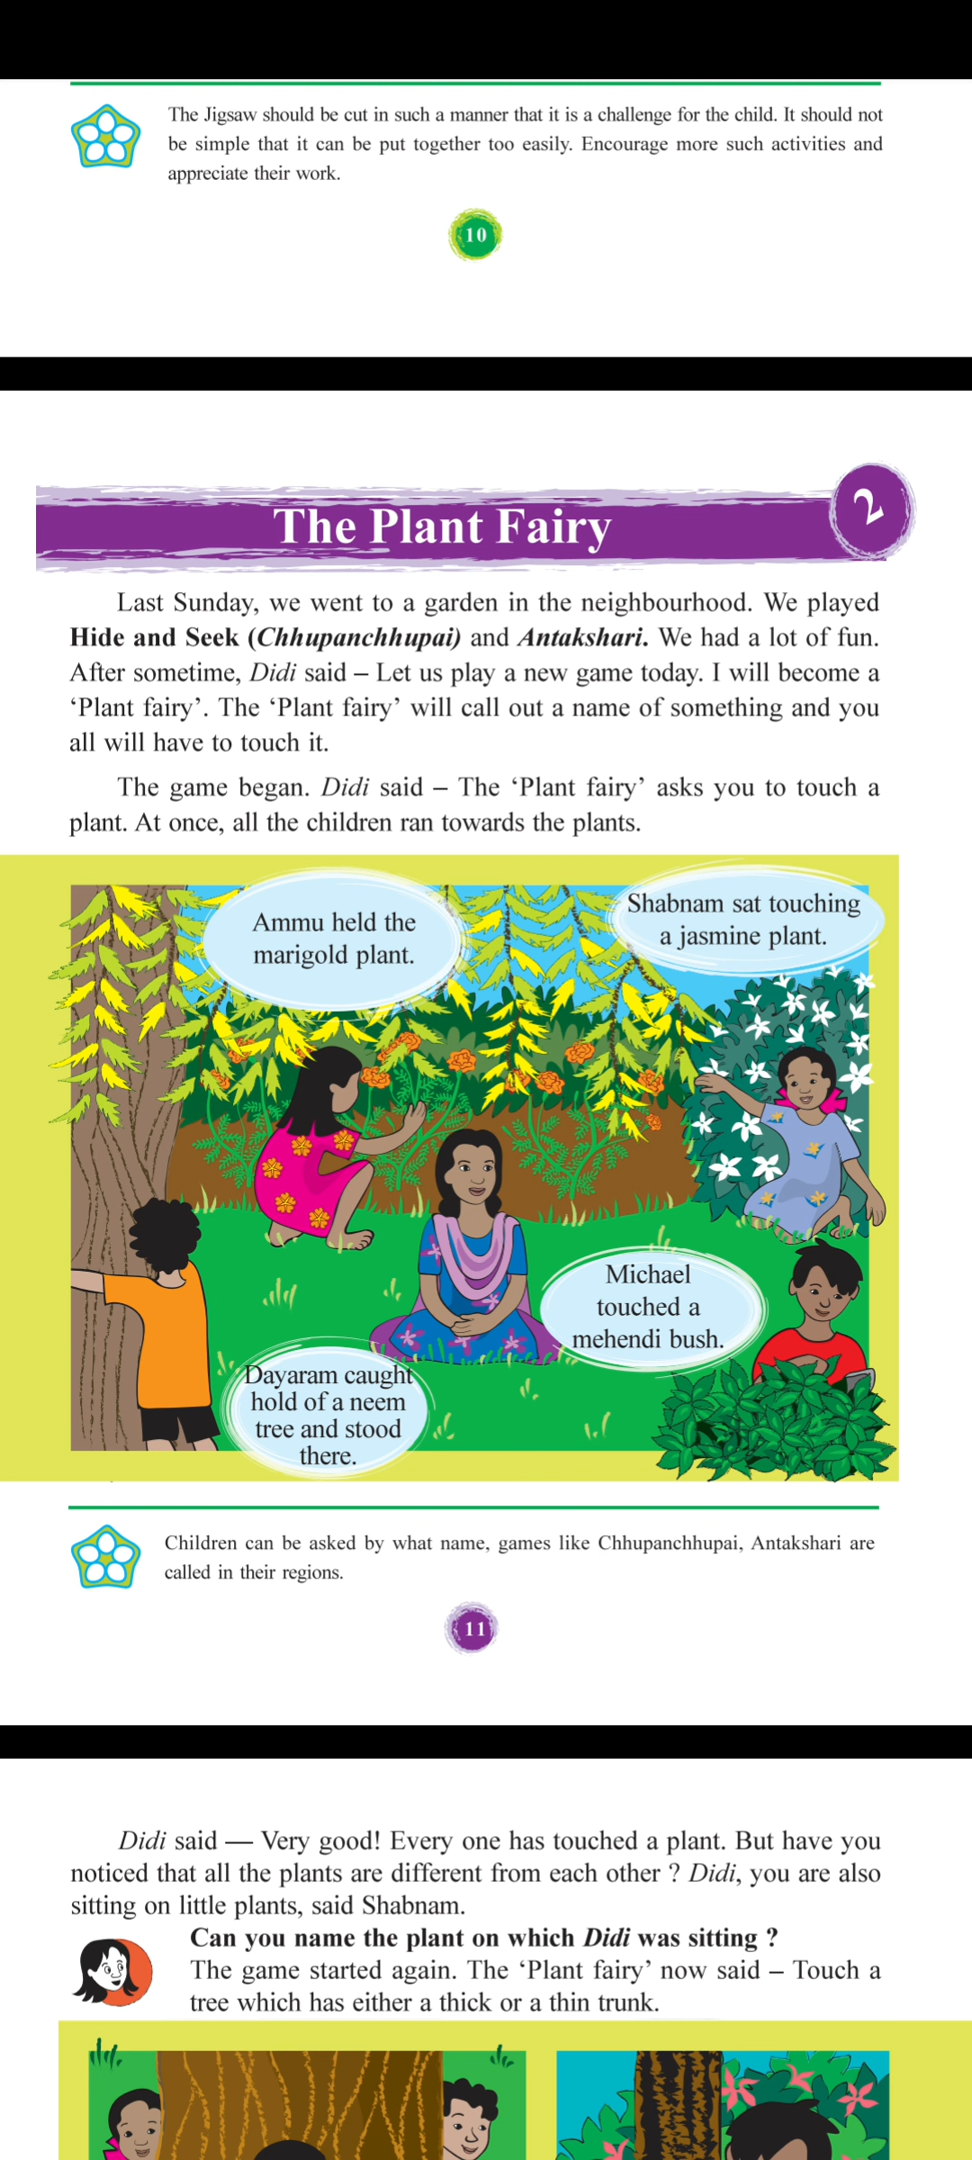 The Jigsaw should be cut in such a manner that it is a challenge for the child. It should not
be simple that it can be put together too easily. Encourage more such activities and
appreciate their work.
10
The Plant Fairy
2
Last Sunday, we went to a garden in the neighbourhood. We played
Hide and Seek (Chhupanchhupai) and Antakshari. We had a lot of fun.
After sometime, Didi said – Let us play a new game today. I will become a
‘Plant fairy’. The ‘Plant fairy’ will call out a name of something and you
all will have to touch it.
The game began. Didi said – The ‘Plant fairy’ asks you to touch a
plant. At once, all the children ran towards the plants.
Ammu held the
marigold plant.
Shabnam sat touching
a jasmine plant.
Michael
touched a
mehendi bush.
Dayaram caught
hold of a neem
tree and stood
there.
Children can be asked by what name, games like Chhupanchhupai, Antakshari are
called in their regions.
11
Didi said — Very good! Every one has touched a plant. But have you
noticed that all the plants are different from each other ? Didi, you are also
sitting on little plants, said Shabnam.
Can you name the plant on which Didi was sitting ?
The game started again. The ‘Plant fairy’ now said – Touch a
tree which has either a thick or a thin trunk.